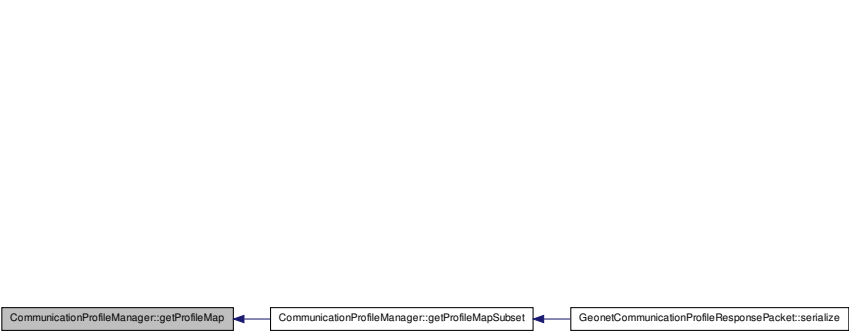 CommunicationProfileManager::getProfileMap
CommunicationProfileManager::getProfileMapSubset
GeonetCommunicationProfileResponsePacket::serialize